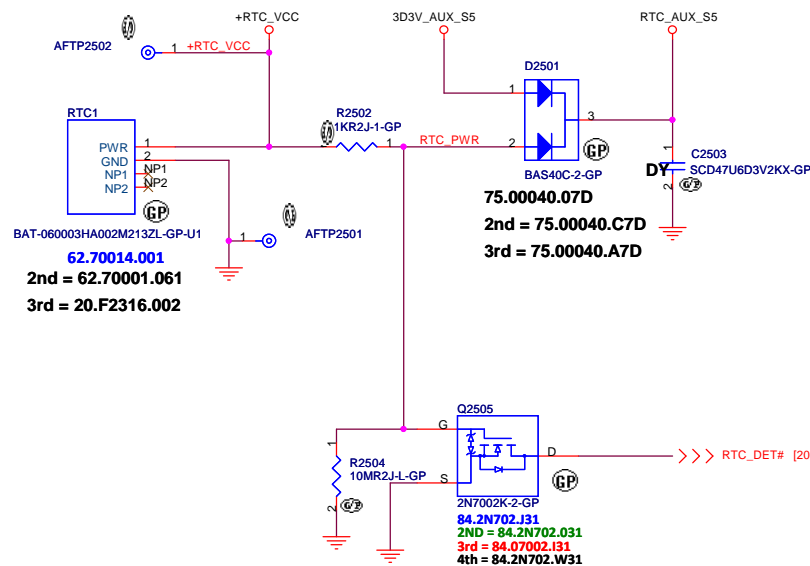 +RTC_VCC
3D3V_AUX_S5
RTC_AUX_S5
AFTP2502
1
+RTC_VCC
D2501
RTC1
R2502
1KR2J-1-GP
1
2
3
PWR
GND
NP1
NP2
1
2
NP1
NP2
2
1
RTC_PWR
GP
BAS40C-2-GP
1
2
C2503
SCD47U6D3V2KX-GP
DY
GP
BAT-060003HA002M213ZL-GP-U1
62.70014.001
2nd = 62.70001.061
3rd = 20.F2316.002
1
AFTP2501
75.00040.07D
2nd = 75.00040.C7D
3rd = 75.00040.A7D
Q2505
G
S
D
1
2
R2504
10MR2J-L-GP
GP
2N7002K-2-GP
84.2N702.J31
2ND = 84.2N702.031
3rd = 84.07002.I31
4th = 84.2N702.W31
RTC_DET# [20